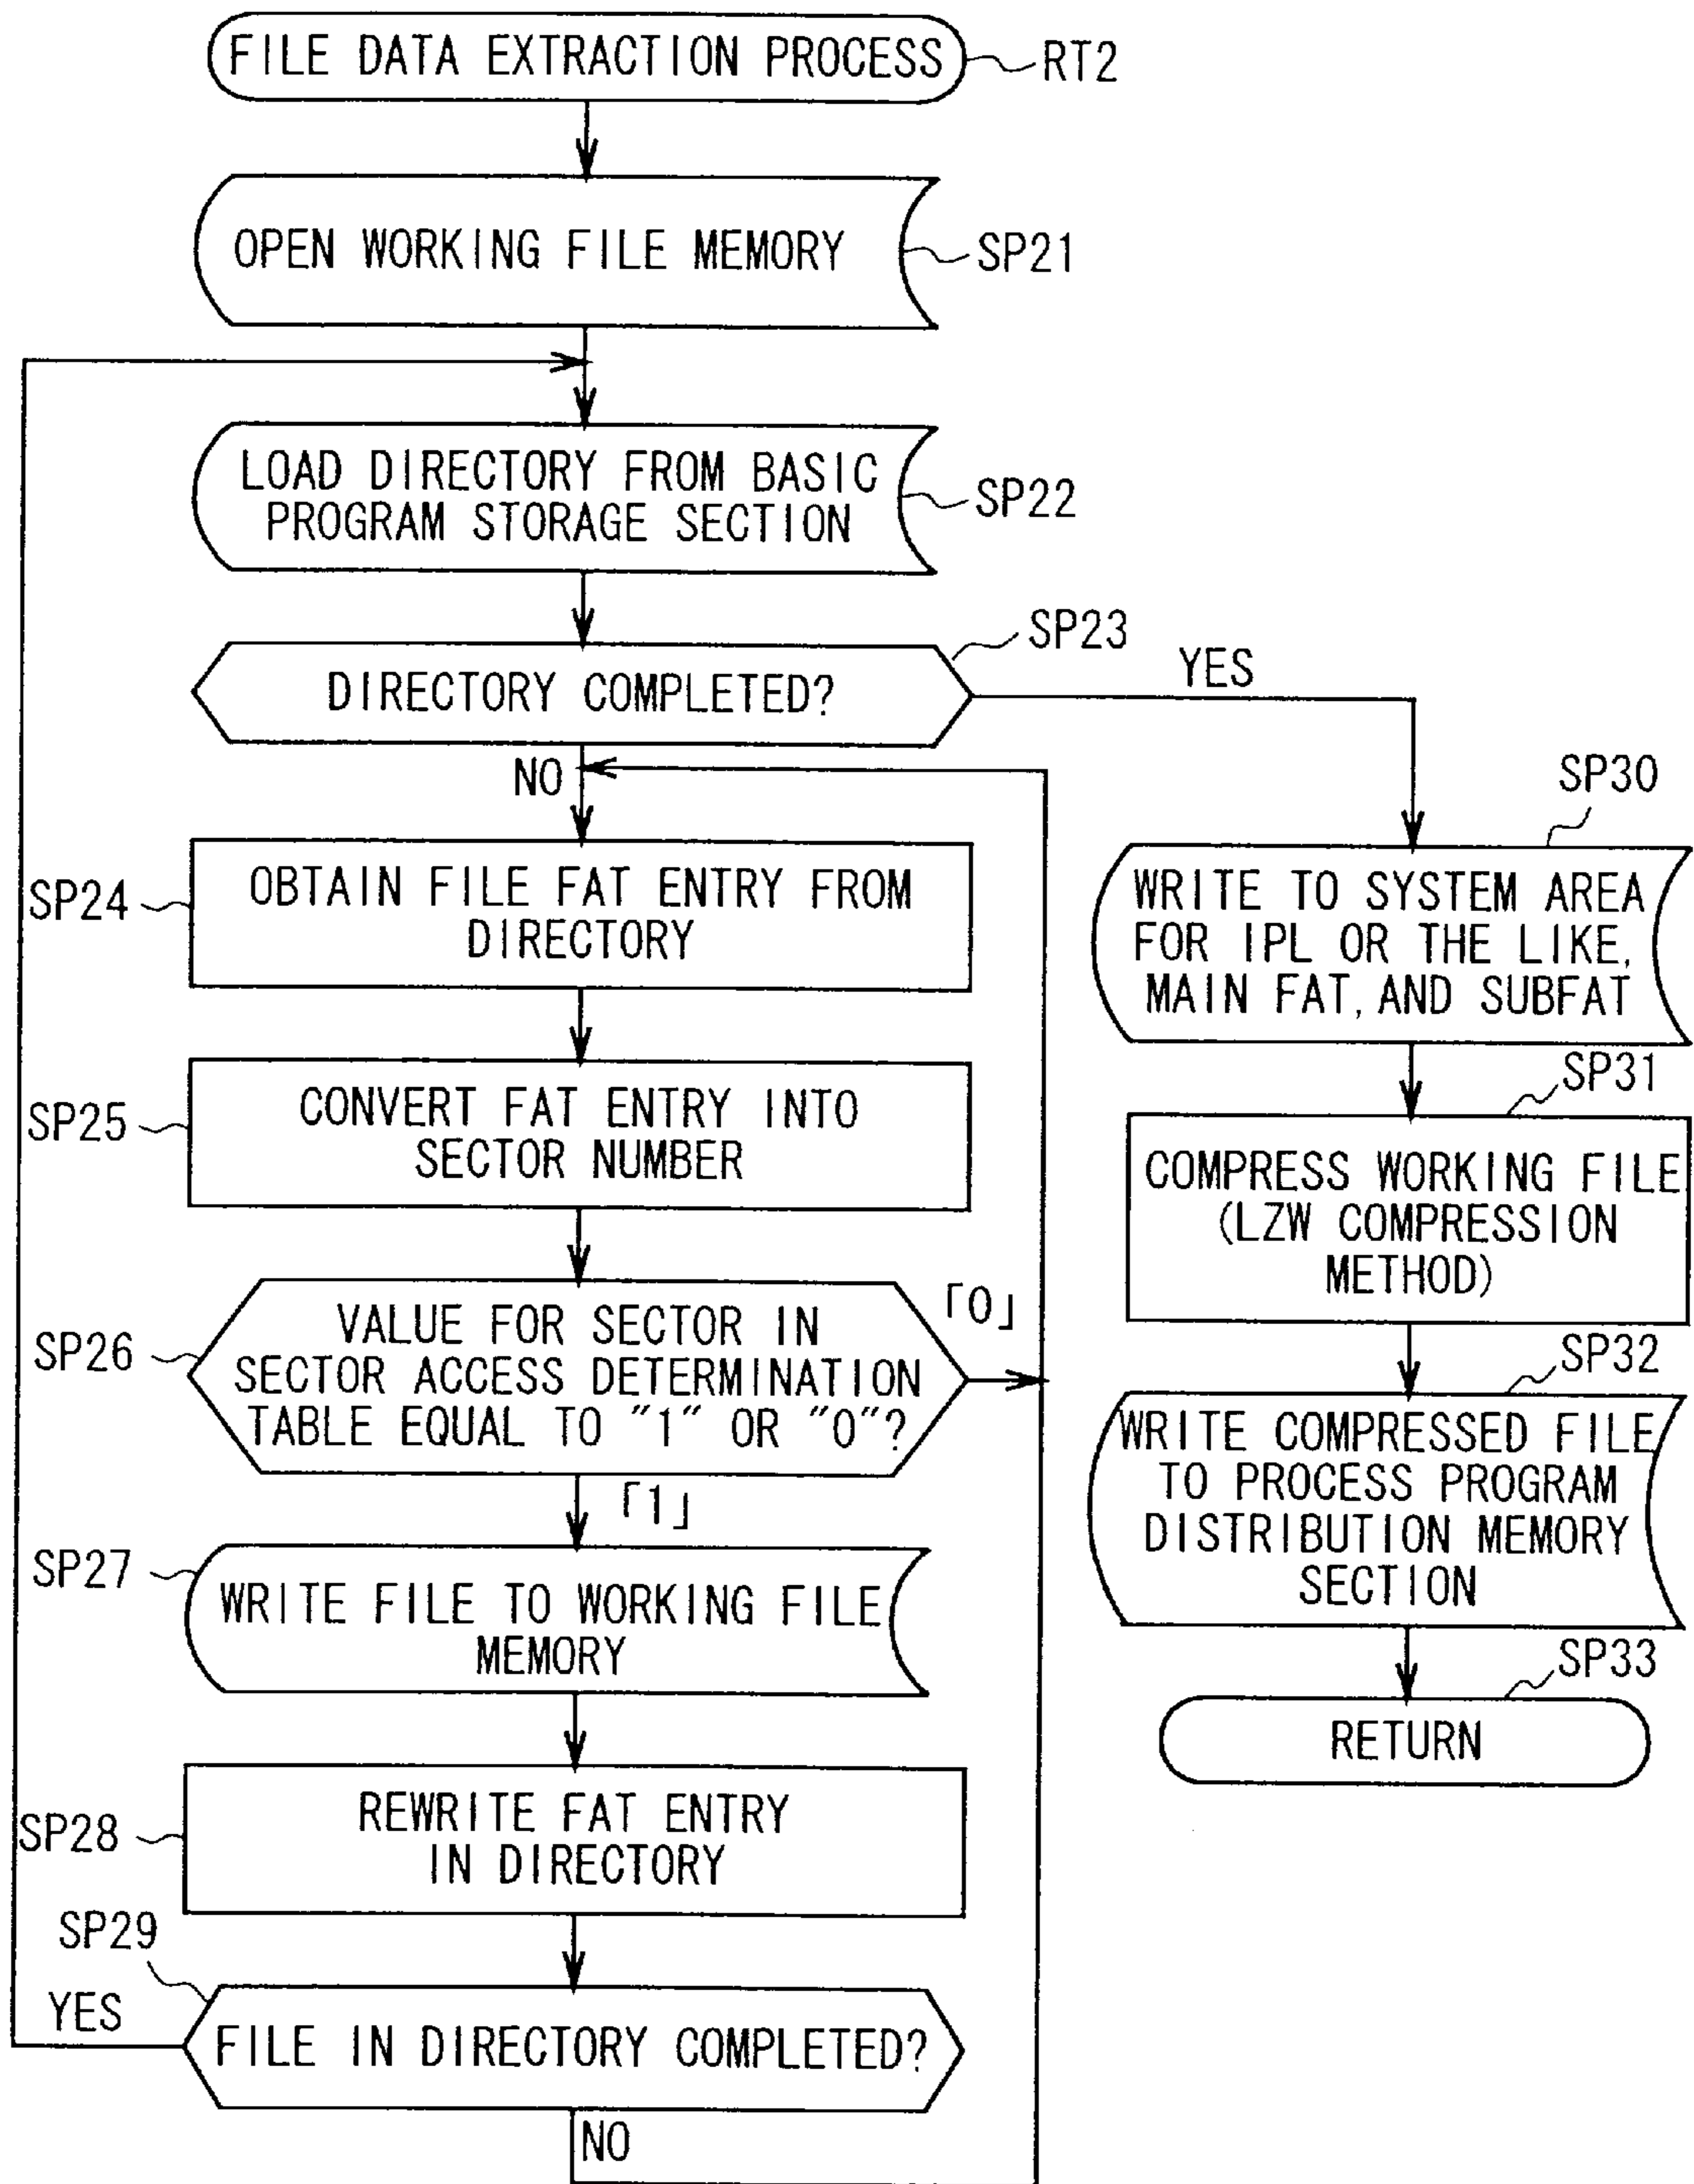 FILE DATA EXTRACTION PROCESS
RT2
OPEN WORKING FILE MEMORY
SP21
LOAD DIRECTORY FROM BASIC
PROGRAM STORAGE SECTION
SP22
DIRECTORY COMPLETED?
SP23
YES
NO
SP24
OBTAIN FILE FAT ENTRY FROM
DIRECTORY
SP25
CONVERT FAT ENTRY INTO
SECTOR NUMBER
SP26
VALUE FOR SECTOR IN
SECTOR ACCESS DETERMINATION
TABLE EQUAL TO "1" OR "0"?
「0」
「1」
SP27
WRITE FILE TO WORKING FILE
MEMORY
SP28
REWRITE FAT ENTRY
IN DIRECTORY
SP29
YES
FILE IN DIRECTORY COMPLETED?
NO
SP30
WRITE TO SYSTEM AREA
FOR IPL OR THE LIKE,
MAIN FAT, AND SUBFAT
SP31
COMPRESS WORKING FILE
(LZW COMPRESSION
METHOD)
SP32
WRITE COMPRESSED FILE
TO PROCESS PROGRAM
DISTRIBUTION MEMORY
SECTION
SP33
RETURN